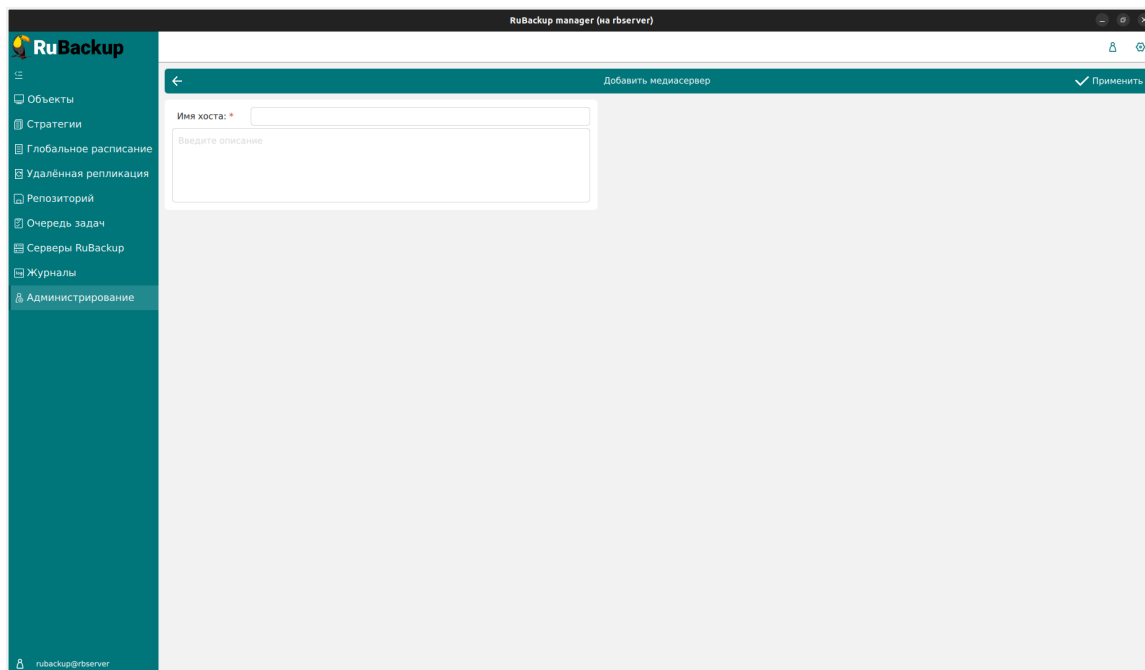 RuBackup manager (на rbserver)
RuBackup
Добавить медиасервер
Применить
Объекты
Стратегии
Глобальное расписание
Удалённая репликация
Репозиторий
Очередь задач
Серверы RuBackup
Журналы
Администрирование
Имя хоста: *
Введите описание
rubackup@rbserver